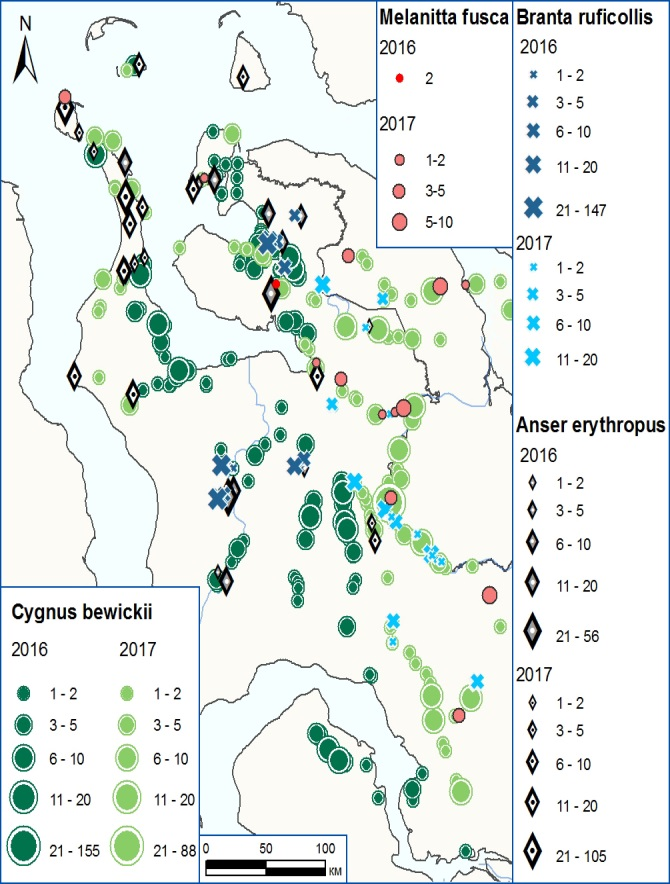 N
Melanitta fusca
2016
2
2017
1-2
3-5
5-10
Branta ruficollis
2016
1 - 2
3 - 5
6 - 10
11 - 20
21 - 147
2017
1 - 2
3 - 5
6 - 10
11 - 20
Anser erythropus
2016
1 - 2
3 - 5
6 - 10
11 - 20
21 - 56
2017
1 - 2
3 - 5
6 - 10
11 - 20
21 - 105
Cygnus bewickii
2016 2017
1 - 2 1 - 2
3 - 5 3 - 5
6 - 10 6 - 10
11 - 20 11 - 20
21 - 155 21 - 88
0 50 100
КМ